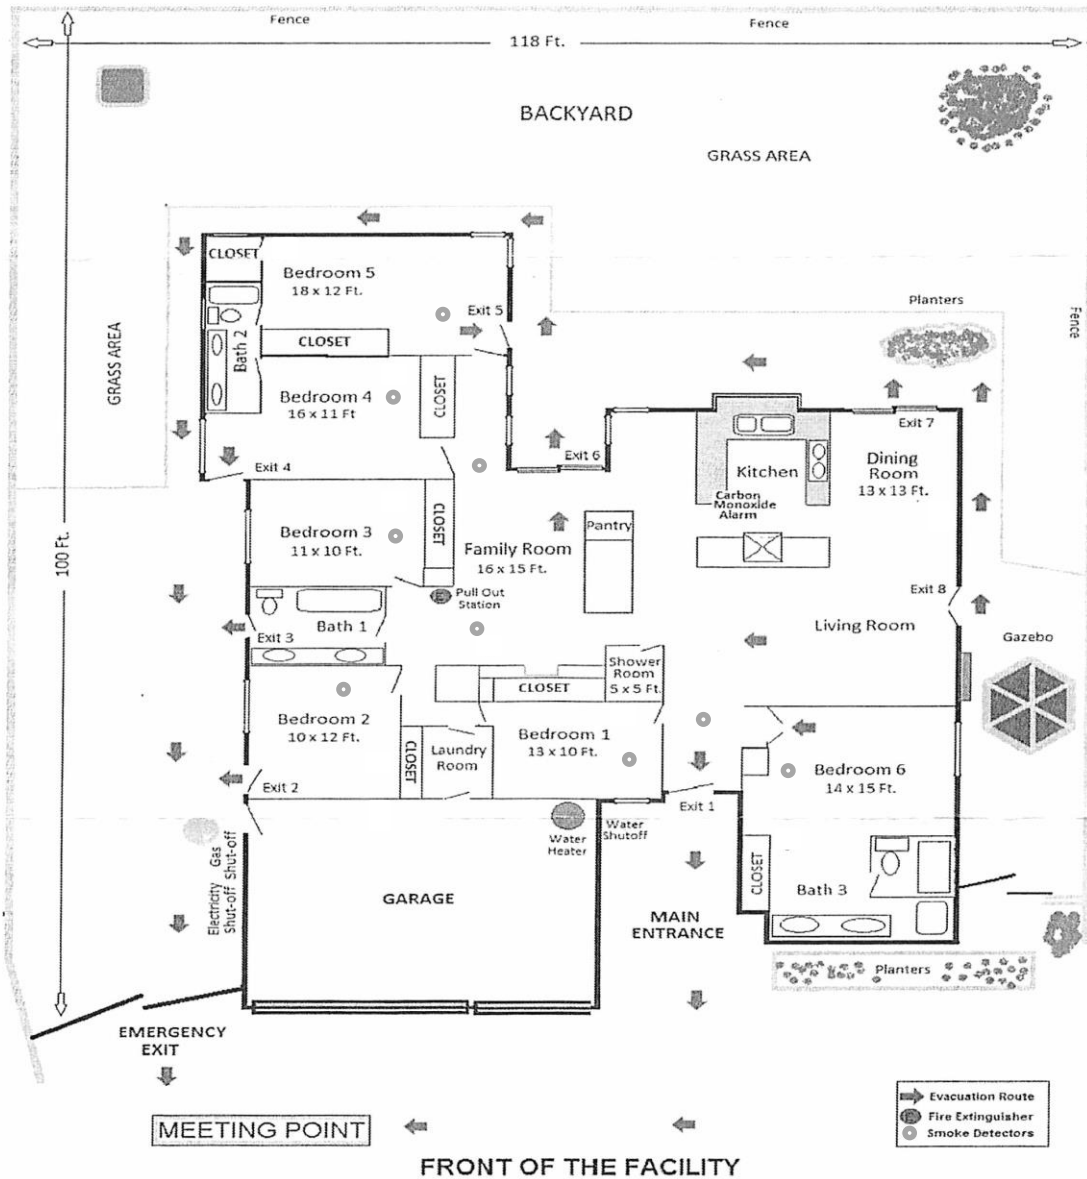 Fence
Fence
118 Ft.
BACKYARD
GRASS AREA
CLOSET
Bedroom 5
18 x 12 Ft.
Exit 5
Planters
Fence
GRASS AREA
Bath 2
CLOSET
Bedroom 4
16 x 11 Ft
CLOSET
Exit 4
Exit 6
Exit 7
Kitchen
Dining
Room
13 x 13 Ft.
Carbon
Monoxide
Alarm
100 Ft.
Bedroom 3
11 x 10 Ft.
CLOSET
Family Room
16 x 15 Ft.
Pantry
Pull Out
Station
Exit 8
Bath 1
Exit 3
Living Room
Gazebo
Shower
Room
5 x 5 Ft.
CLOSET
Bedroom 2
10 x 12 Ft.
CLOSET
Laundry
Room
Bedroom 1
13 x 10 Ft.
Bedroom 6
14 x 15 Ft.
Exit 2
Exit 1
Water
Heater
Water
Shutoff
Gas
Shut-off
Electricity
Shut-off
GARAGE
CLOSET
Bath 3
MAIN
ENTRANCE
Planters
EMERGENCY
EXIT
Evacuation Route
Fire Extinguisher
Smoke Detectors
MEETING POINT
FRONT OF THE FACILITY